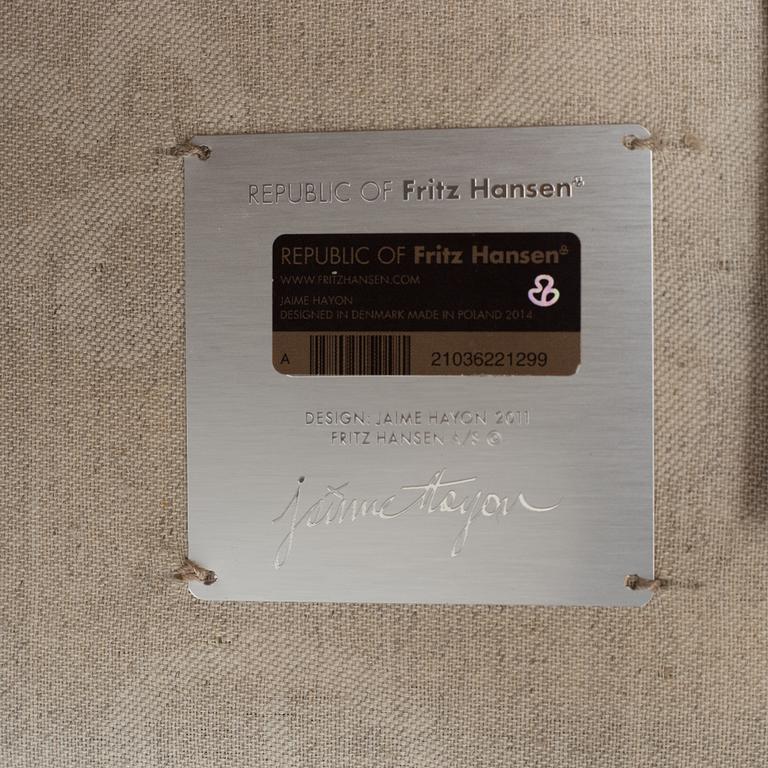 REPUBLIC OF Fritz Hansen®
REPUBLIC OF Fritz Hansen®
WWW.FRITZHANSEN.COM
JAIME HAYON
DESIGNED IN DENMARK MADE IN POLAND 2014
A 21036221299
DESIGN: JAIME HAYON 2011
FRITZ HANSEN A/S ©
Jaime Hayon